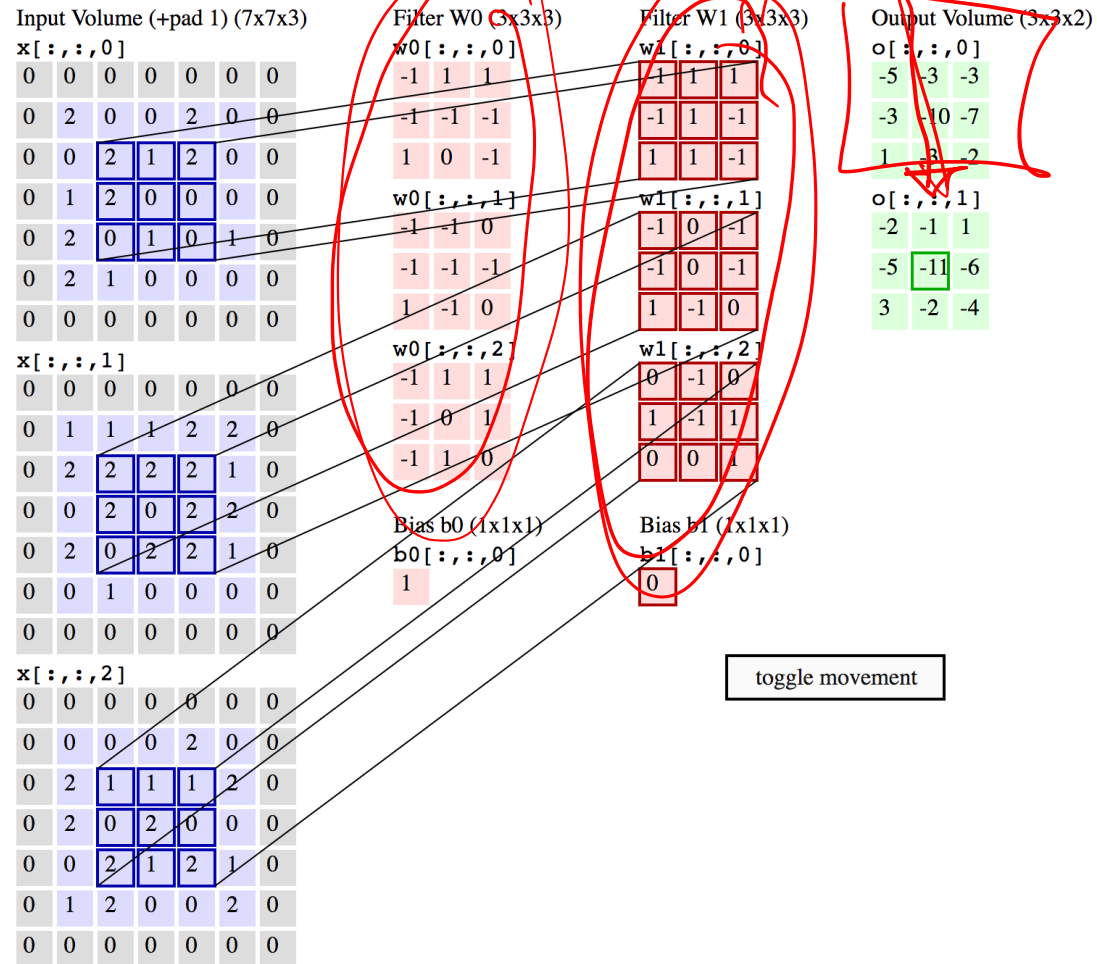 Input Volume (+pad 1) (7x7x3)
x[:,:,0]
0 0 0 0 0 0 0
0 2 0 0 2 0 0
0 0 2 1 2 0 0
0 1 2 0 0 0 0
0 2 0 1 0 1 0
0 2 1 0 0 0 0
0 0 0 0 0 0 0
x[:,:,1]
0 0 0 0 0 0 0
0 1 1 1 2 2 0
0 2 2 2 2 1 0
0 0 2 0 2 2 0
0 2 0 2 2 1 0
0 0 1 0 0 0 0
0 0 0 0 0 0 0
x[:,:,2]
0 0 0 0 0 0 0
0 0 0 0 2 0 0
0 2 1 1 1 2 0
0 2 0 2 0 0 0
0 0 2 1 2 1 0
0 1 2 0 0 2 0
0 0 0 0 0 0 0
Filter W0 (3x3x3)
w0[:,:,0]
-1 1 1
-1 -1 -1
1 0 -1
w0[:,:,1]
-1 -1 0
-1 -1 -1
1 -1 0
w0[:,:,2]
-1 1 1
-1 0 1
-1 1 0
Bias b0 (1x1x1)
b0[:,:,0]
1
Filter W1 (3x3x3)
w1[:,:,0]
-1 1 1
-1 1 -1
1 1 -1
w1[:,:,1]
-1 0 -1
-1 0 -1
1 -1 0
w1[:,:,2]
0 -1 0
1 -1 1
0 0 1
Bias b1 (1x1x1)
b1[:,:,0]
0
Output Volume (3x3x2)
o[:,:,0]
-5 -3 -3
-3 -10 -7
1 -3 -2
o[:,:,1]
-2 -1 1
-5 -11 -6
3 -2 -4
toggle movement